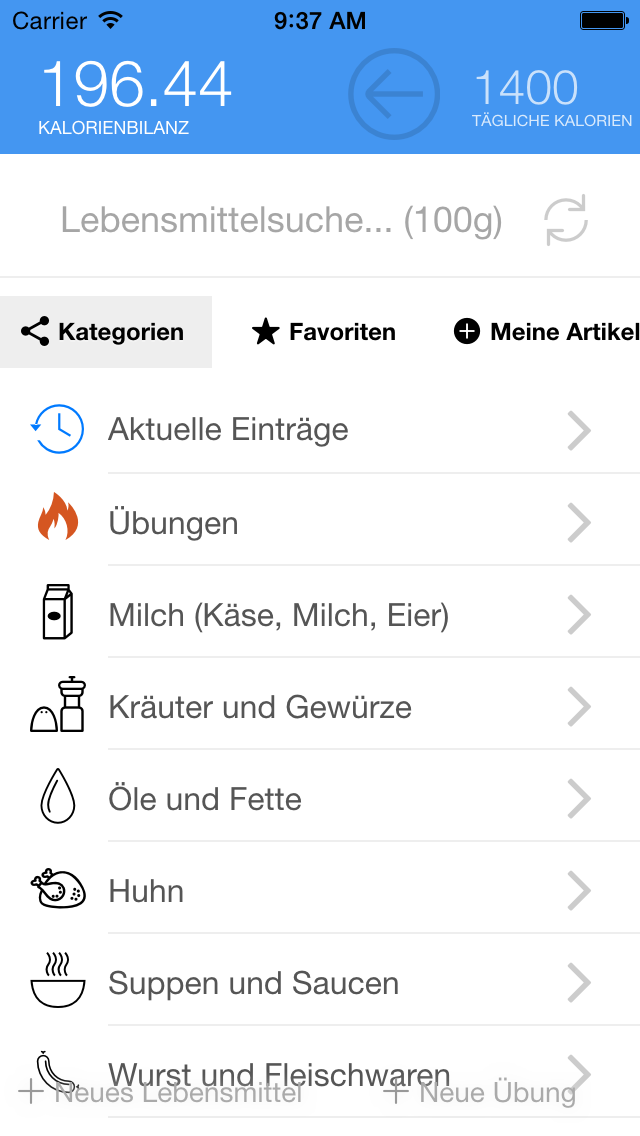 Carrier 9:37 AM
196.44 1400
KALORIENBILANZ TÄGLICHE KALORIEN
Lebensmittelsuche... (100g)
Kategorien Favoriten Meine Artikel
Aktuelle Einträge
Übungen
Milch (Käse, Milch, Eier)
Kräuter und Gewürze
Öle und Fette
Huhn
Suppen und Saucen
Wurst und Fleischwaren
Neues Lebensmittel Neue Übung